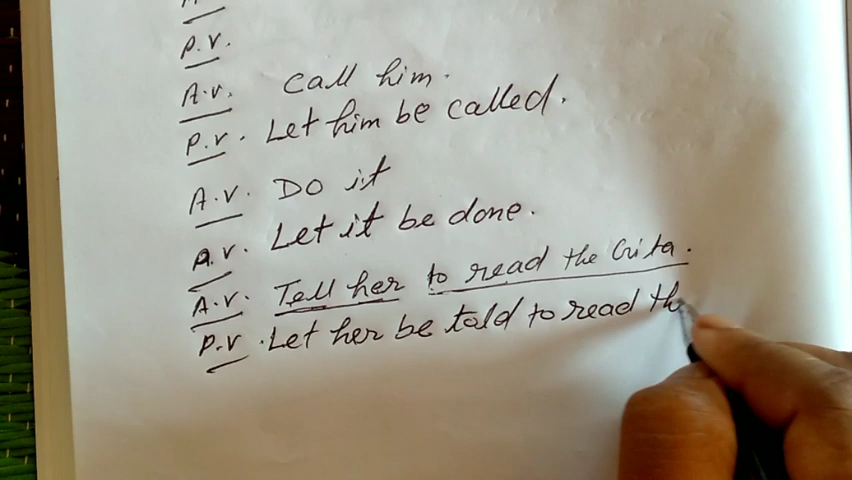 P.V.
A.V. Call him.
P.V. Let him be called.
A.V. Do it
P.V. Let it be done.
A.V. Tell her to read the Gita.
P.V. Let her be told to read the